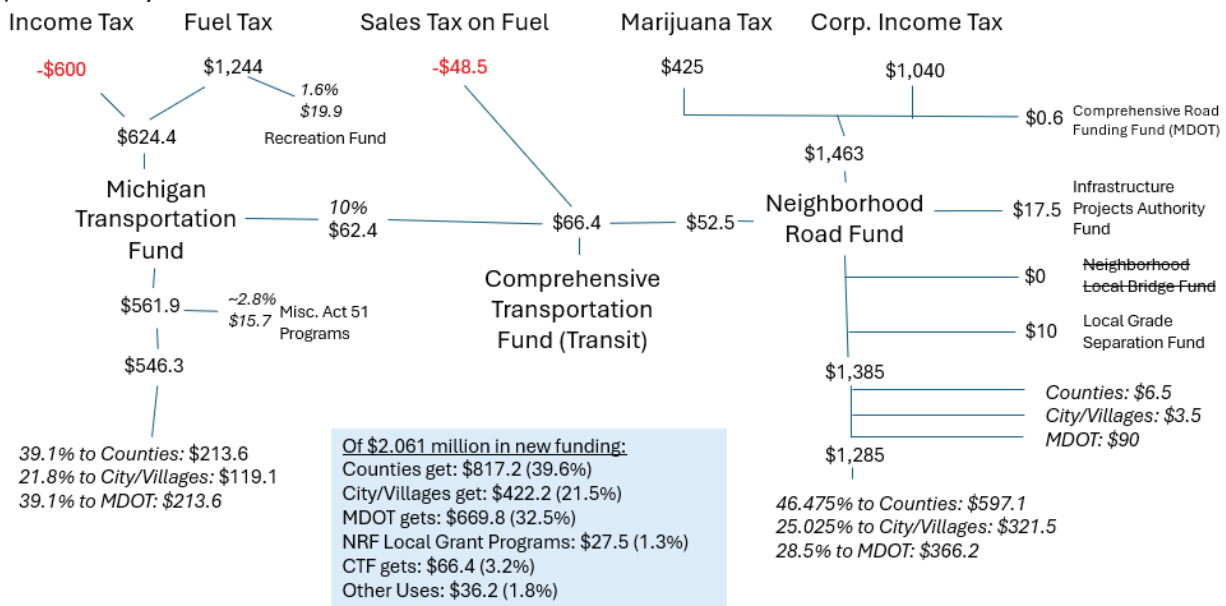 Income Tax
Fuel Tax
Sales Tax on Fuel
Marijuana Tax
Corp. Income Tax
-$600
$1,244
-$48.5
$425
$1,040
1.6%
$19.9
Recreation Fund
$0.6
Comprehensive Road
Funding Fund (MDOT)
$624.4
$1,463
Michigan
Transportation
Fund
10%
$62.4
$66.4
$52.5
Neighborhood
Road Fund
$17.5
Infrastructure
Projects Authority
Fund
Comprehensive
Transportation
Fund (Transit)
$0
Neighborhood
Local Bridge Fund
$561.9
~2.8%
$15.7
Misc. Act 51
Programs
$10
Local Grade
Separation Fund
$546.3
$1,385
Counties: $6.5
City/Villages: $3.5
MDOT: $90
39.1% to Counties: $213.6
21.8% to City/Villages: $119.1
39.1% to MDOT: $213.6
Of $2.061 million in new funding:
Counties get: $817.2 (39.6%)
City/Villages get: $422.2 (21.5%)
MDOT gets: $669.8 (32.5%)
NRF Local Grant Programs: $27.5 (1.3%)
CTF gets: $66.4 (3.2%)
Other Uses: $36.2 (1.8%)
$1,285
46.475% to Counties: $597.1
25.025% to City/Villages: $321.5
28.5% to MDOT: $366.2